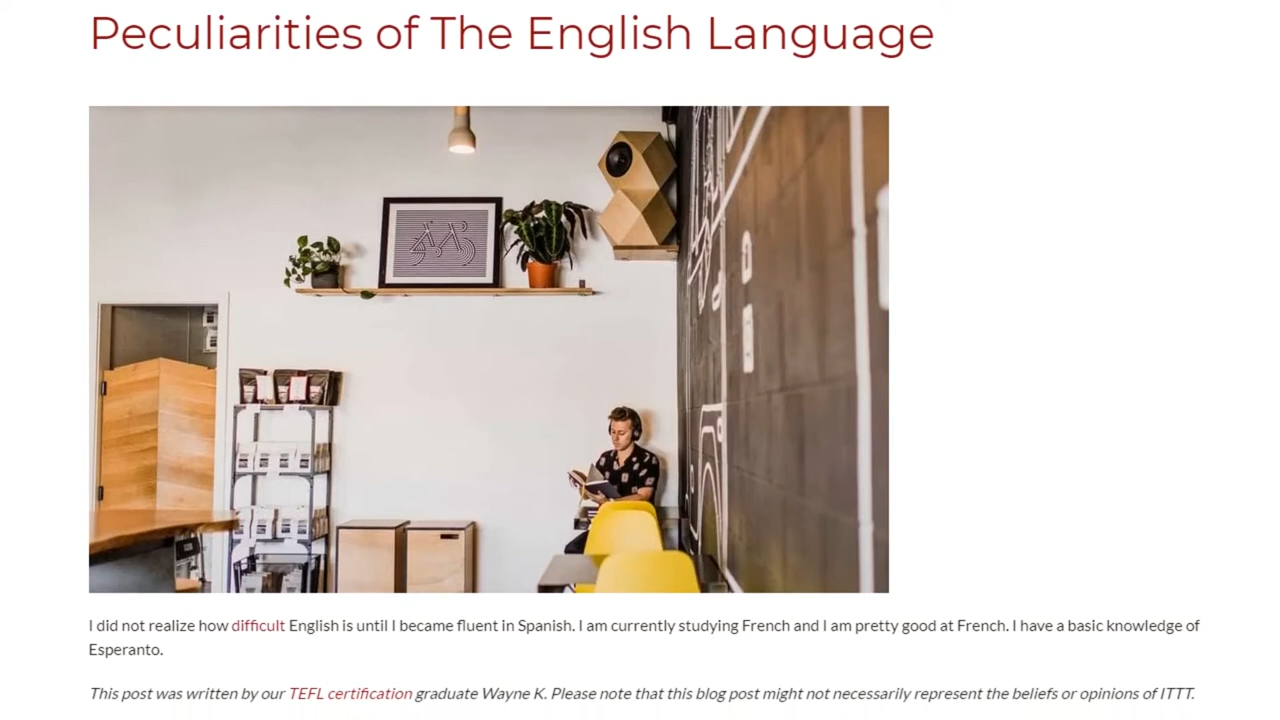 Peculiarities of The English Language
I did not realize how difficult English is until I became fluent in Spanish. I am currently studying French and I am pretty good at French. I have a basic knowledge of
Esperanto.
This post was written by our TEFL certification graduate Wayne K. Please note that this blog post might not necessarily represent the beliefs or opinions of ITTT.